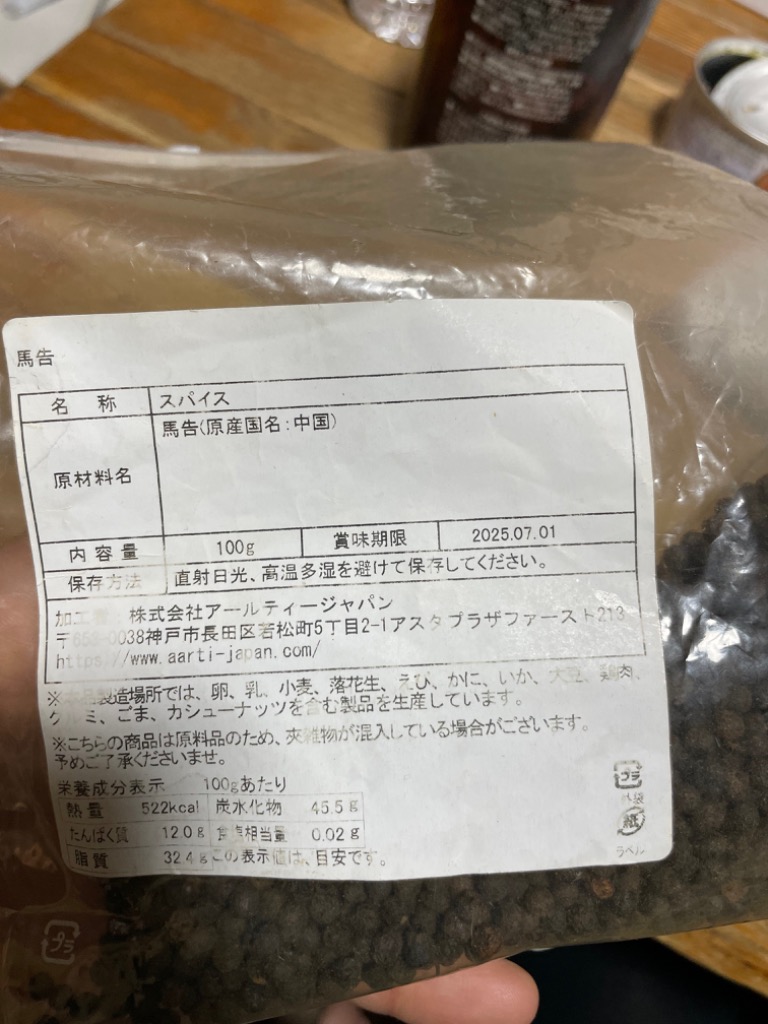 馬告
名 称 スパイス
原材料名 馬告(原産国名:中国)
内容量 100g 賞味期限 2025.07.01
保存方法 直射日光、高温多湿を避けて保存してください。
加工 株式会社アールティージャパン
〒653-0038神戸市長田区若松町5丁目2-1アスタプラザファースト213
https://www.aarti-japan.com/
※本品製造場所では、卵、乳、小麦、落花生、えび、かに、いか、大豆、鶏肉、
クルミ、ごま、カシューナッツを含む製品を生産しています。
※こちらの商品は原料品のため、夾雑物が混入している場合がございます。
予めご了承くださいませ。
栄養成分表示 100gあたり
熱量 522kcal 炭水化物 45.5g
たんぱく質 12.0g 食塩相当量 0.02g
脂質 32.4g この表示値は、目安です。
プラ
外袋
紙
ラベル
プラ